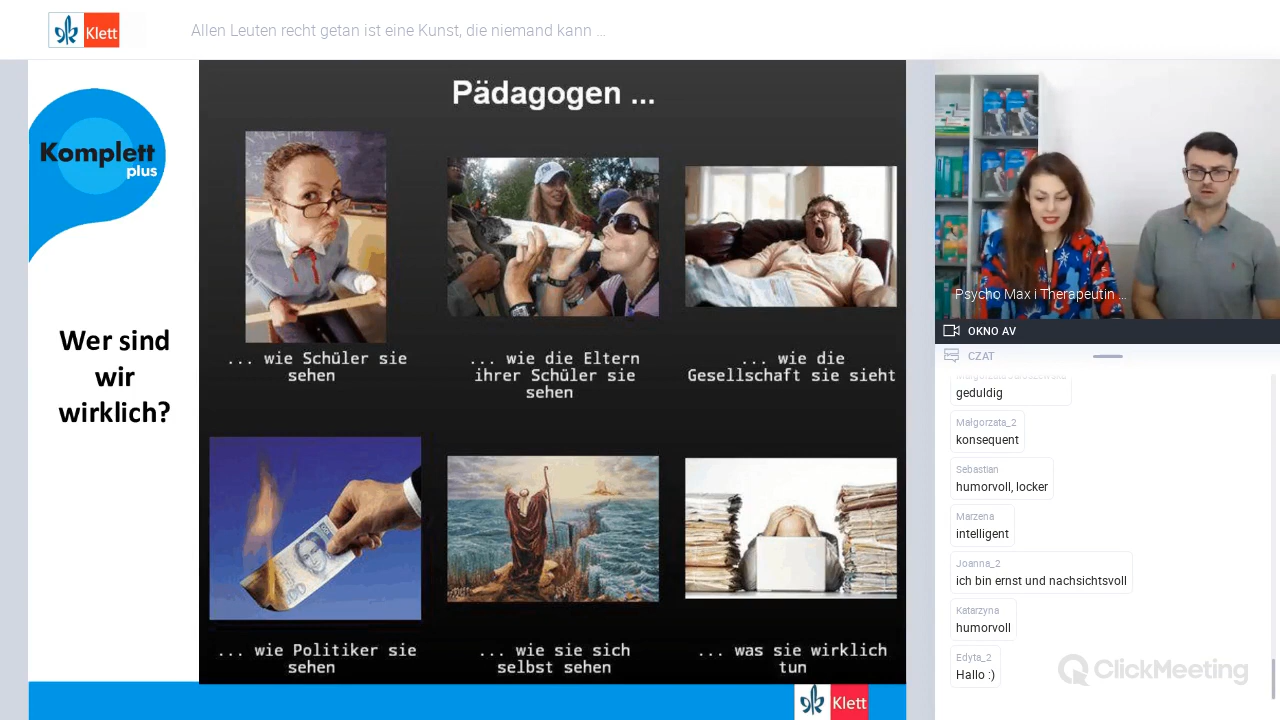 Klett
Allen Leuten recht getan ist eine Kunst, die niemand kann ...
Komplett
plus
Wer sind
wir
wirklich?
Pädagogen ...
... wie Schüler sie
sehen
... wie die Eltern
ihrer Schüler sie
sehen
... wie die
Gesellschaft sie sieht
... wie Politiker sie
sehen
... wie sie sich
selbst sehen
... was sie wirklich
tun
Klett
Psycho Max i Therapeutin ...
OKNO AV
CZAT
geduldig
Małgorzata_2
konsequent
Sebastian
humorvoll, locker
Marzena
intelligent
Joanna_2
ich bin ernst und nachsichtsvoll
Katarzyna
humorvoll
Edyta_2
Hallo :)
ClickMeeting